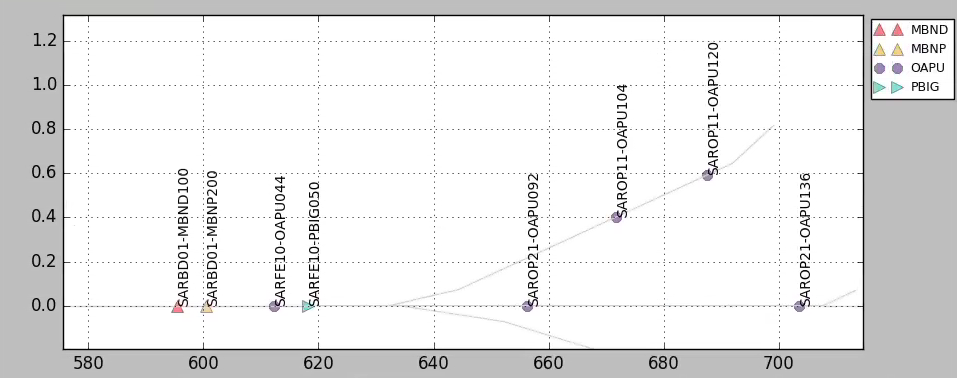 1.2
1.0
0.8
0.6
0.4
0.2
0.0
SARBD01-MBND100
SARBD01-MBNP200
SARFE10-OAPU044
SARFE10-PBIG050
SAROP21-OAPU092
SAROP11-OAPU104
SAROP11-OAPU120
SAROP21-OAPU136
580 600 620 640 660 680 700
MBND
MBNP
OAPU
PBIG